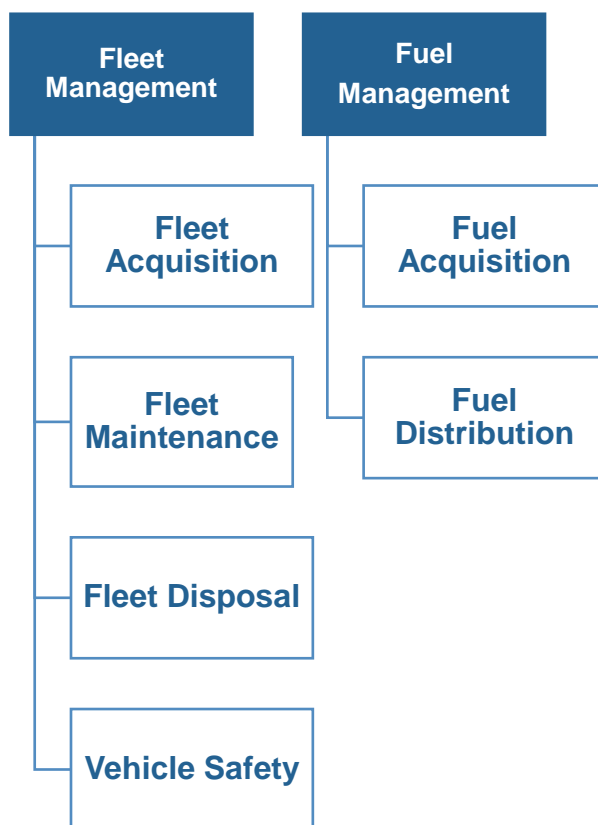 Fleet
Management
Fleet
Acquisition
Fleet
Maintenance
Fleet Disposal
Vehicle Safety
Fuel
Management
Fuel
Acquisition
Fuel
Distribution